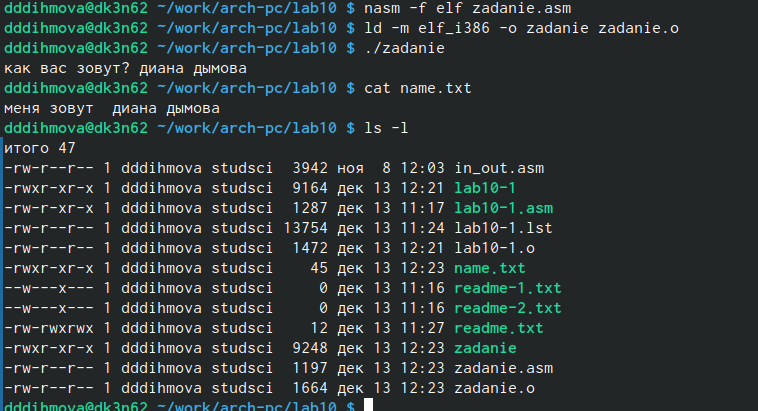 dddihmova@dk3n62 ~/work/arch-pc/lab10 $ nasm -f elf zadanie.asm
dddihmova@dk3n62 ~/work/arch-pc/lab10 $ ld -m elf_i386 -o zadanie zadanie.o
dddihmova@dk3n62 ~/work/arch-pc/lab10 $ ./zadanie
как вас зовут? диана дымова
dddihmova@dk3n62 ~/work/arch-pc/lab10 $ cat name.txt
меня зовут  диана дымова
dddihmova@dk3n62 ~/work/arch-pc/lab10 $ ls -l
итого 47
-rw-r--r-- 1 dddihmova studsci  3942 ноя  8 12:03 in_out.asm
-rwxr-xr-x 1 dddihmova studsci  9164 дек 13 12:21 lab10-1
-rwxr-xr-x 1 dddihmova studsci  1287 дек 13 11:17 lab10-1.asm
-rw-r--r-- 1 dddihmova studsci 13754 дек 13 11:24 lab10-1.lst
-rw-r--r-- 1 dddihmova studsci  1472 дек 13 12:21 lab10-1.o
-rwxr-xr-x 1 dddihmova studsci    45 дек 13 12:23 name.txt
--w---x--- 1 dddihmova studsci     0 дек 13 11:16 readme-1.txt
--w---x--- 1 dddihmova studsci     0 дек 13 11:16 readme-2.txt
-rw-rwxrwx 1 dddihmova studsci    12 дек 13 11:27 readme.txt
-rwxr-xr-x 1 dddihmova studsci  9248 дек 13 12:23 zadanie
-rw-r--r-- 1 dddihmova studsci  1197 дек 13 12:23 zadanie.asm
-rw-r--r-- 1 dddihmova studsci  1664 дек 13 12:23 zadanie.o
dddihmova@dk3n62 ~/work/arch-pc/lab10 $